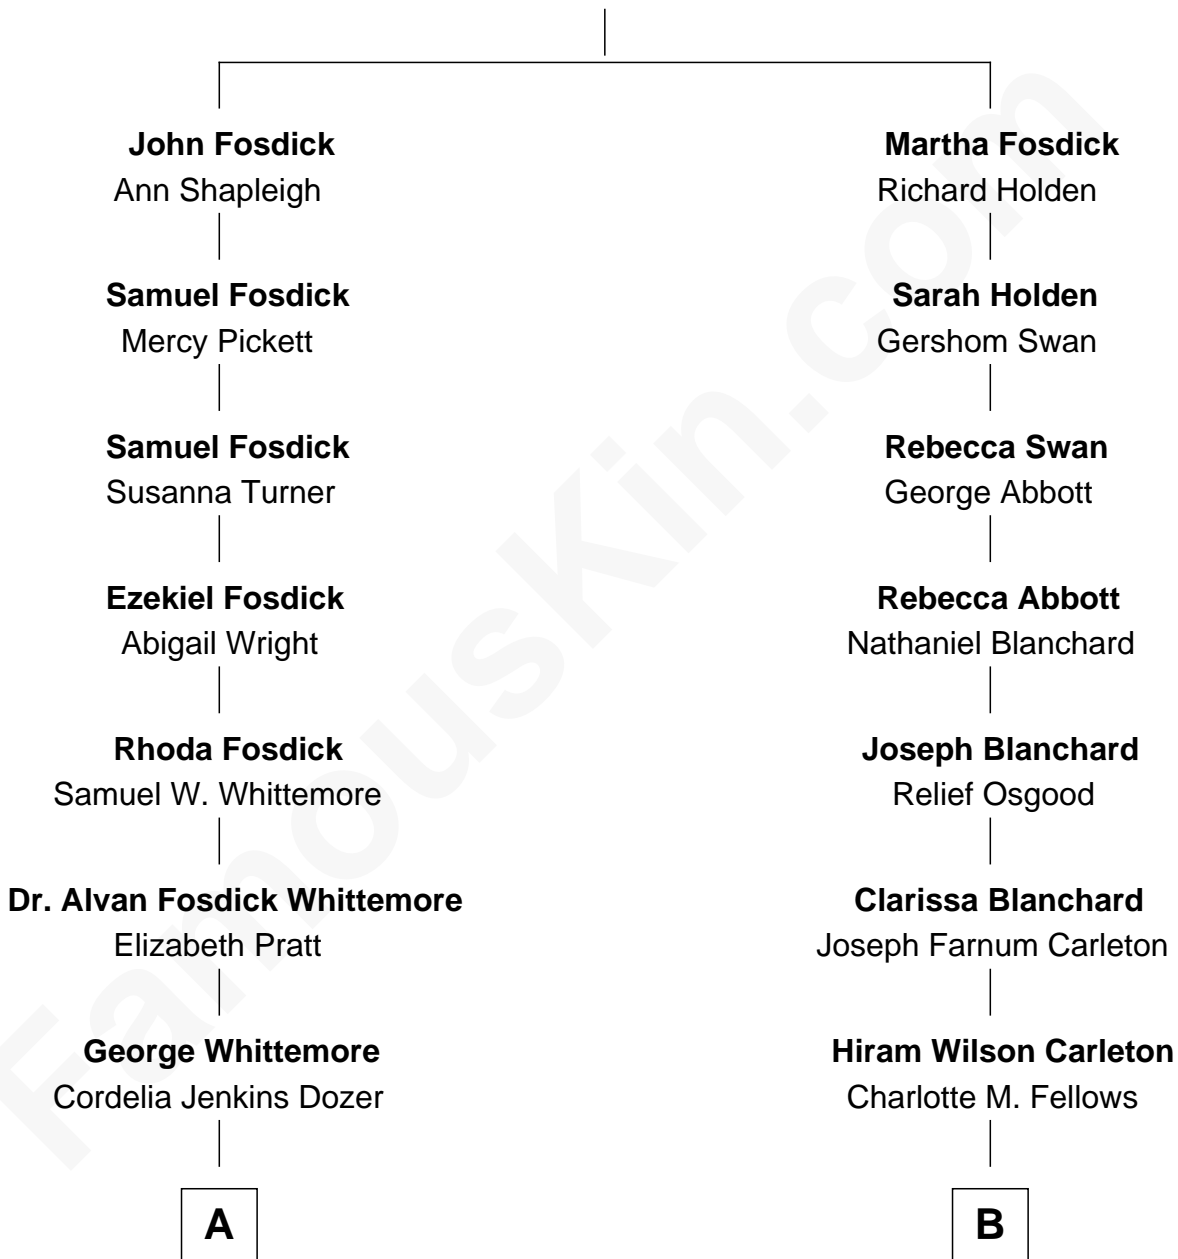 John Fosdick
Ann Shapleigh
Samuel Fosdick
Mercy Pickett
Samuel Fosdick
Susanna Turner
Ezekiel Fosdick
Abigail Wright
Rhoda Fosdick
Samuel W. Whittemore
Dr. Alvan Fosdick Whittemore
Elizabeth Pratt
George Whittemore
Cordelia Jenkins Dozer
A
Martha Fosdick
Richard Holden
Sarah Holden
Gershom Swan
Rebecca Swan
George Abbott
Rebecca Abbott
Nathaniel Blanchard
Joseph Blanchard
Relief Osgood
Clarissa Blanchard
Joseph Farnum Carleton
Hiram Wilson Carleton
Charlotte M. Fellows
B
FamousKin.com